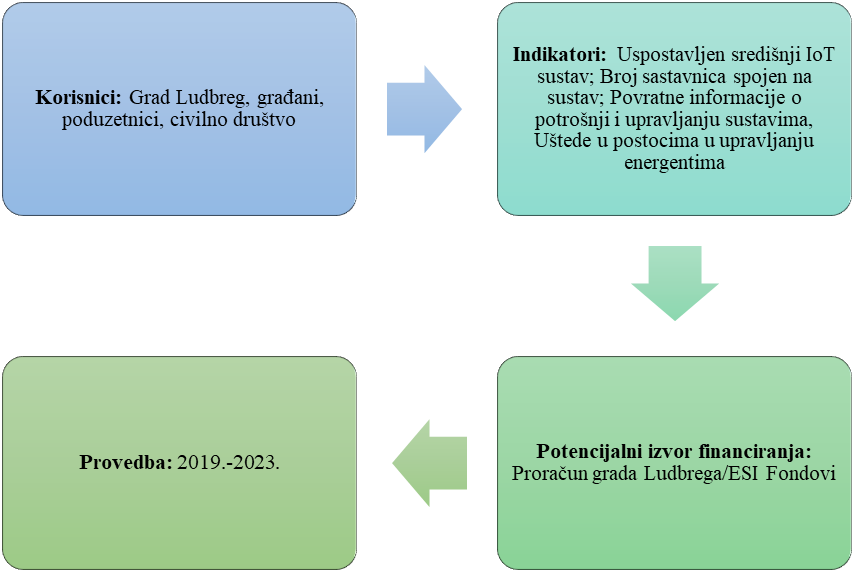 Korisnici: Grad Ludbreg, građani,
poduzetnici, civilno društvo
Indikatori: Uspostavljen središnji IoT
sustav; Broj sastavnica spojen na
sustav; Povratne informacije o
potrošnji i upravljanju sustavima,
Uštede u postocima u upravljanju
energentima
Potencijalni izvor financiranja:
Proračun grada Ludbrega/ESI Fondovi
Provedba: 2019.-2023.